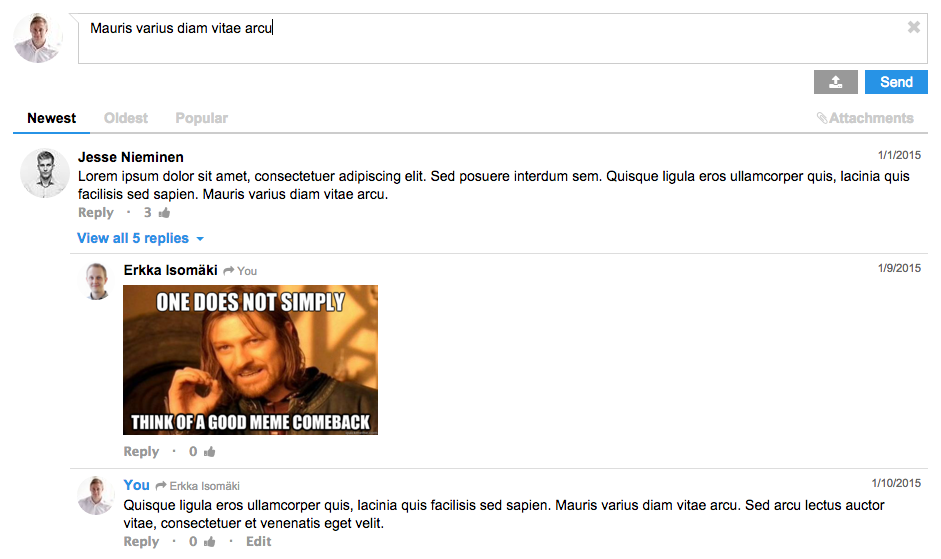 Mauris varius diam vitae arcu
Send
Newest Oldest Popular Attachments
Jesse Nieminen 1/1/2015
Lorem ipsum dolor sit amet, consectetuer adipiscing elit. Sed posuere interdum sem. Quisque ligula eros ullamcorper quis, lacinia quis
facilisis sed sapien. Mauris varius diam vitae arcu.
Reply · 3
View all 5 replies
Erkka Isomäki You 1/9/2015
ONE DOES NOT SIMPLY
THINK OF A GOOD MEME COMEBACK
Reply · 0
You Erkka Isomäki 1/10/2015
Quisque ligula eros ullamcorper quis, lacinia quis facilisis sed sapien. Mauris varius diam vitae arcu. Sed arcu lectus auctor
vitae, consectetuer et venenatis eget velit.
Reply · 0 · Edit